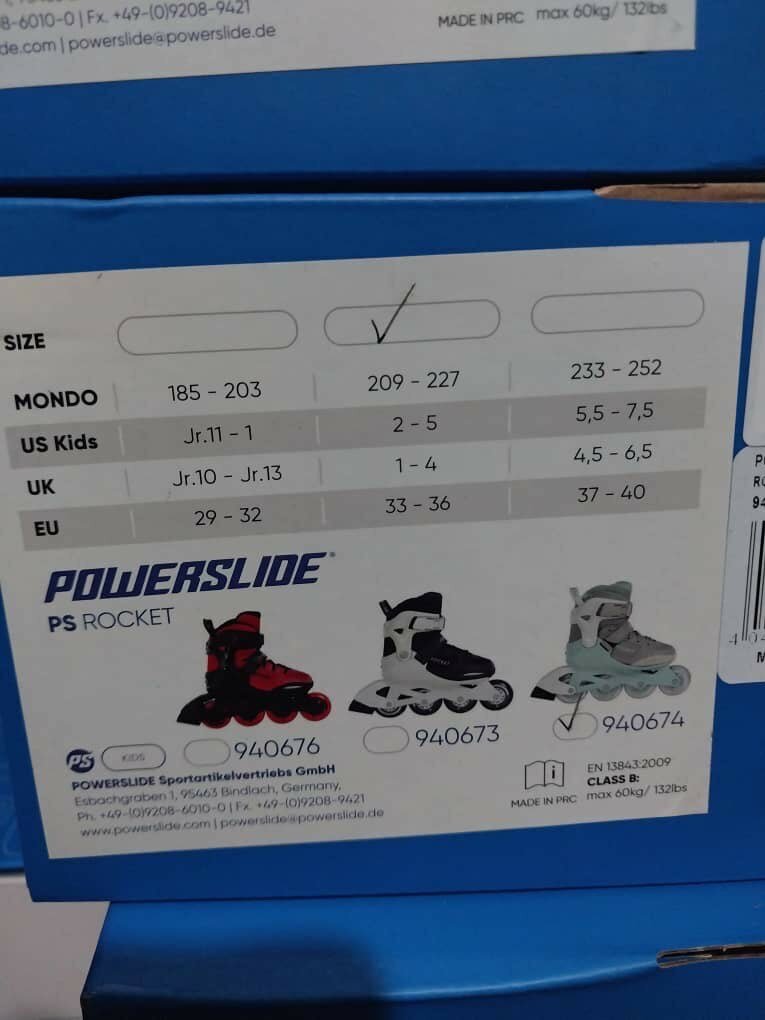 8-6010-0 | Fx. +49-(0)9208-9421
de.com | powerslide@powerslide.de
MADE IN PRC max 60kg/ 132lbs
SIZE
MONDO 185 - 203 209 - 227 233 - 252
US Kids Jr.11 - 1 2 - 5 5,5 - 7,5
UK Jr.10 - Jr.13 1 - 4 4,5 - 6,5
EU 29 - 32 33 - 36 37 - 40
POWERSLIDE
PS ROCKET
PS KIDS 940676 940673 940674
POWERSLIDE Sportartikelvertriebs GmbH
Esbachgraben 1, 95463 Bindlach, Germany,
Ph. +49-(0)9208-6010-0 | Fx. +49-(0)9208-9421
www.powerslide.com | powerslide@powerslide.de
EN 13843:2009
CLASS B:
MADE IN PRC max 60kg/ 132lbs